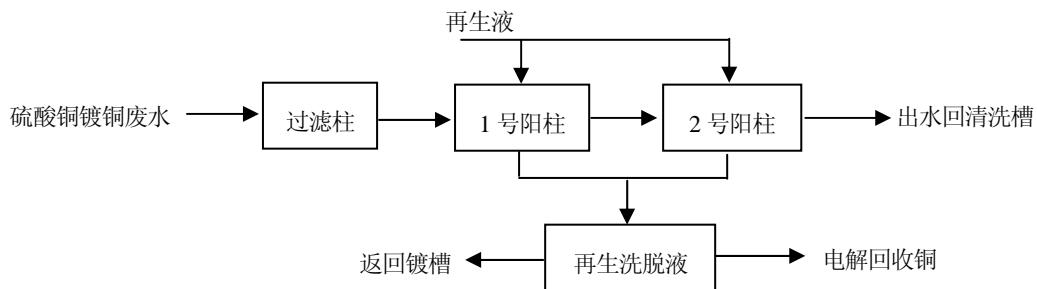 再生液
硫酸铜镀铜废水
过滤柱
1 号阳柱
2 号阳柱
出水回清洗槽
返回镀槽
再生洗脱液
电解回收铜